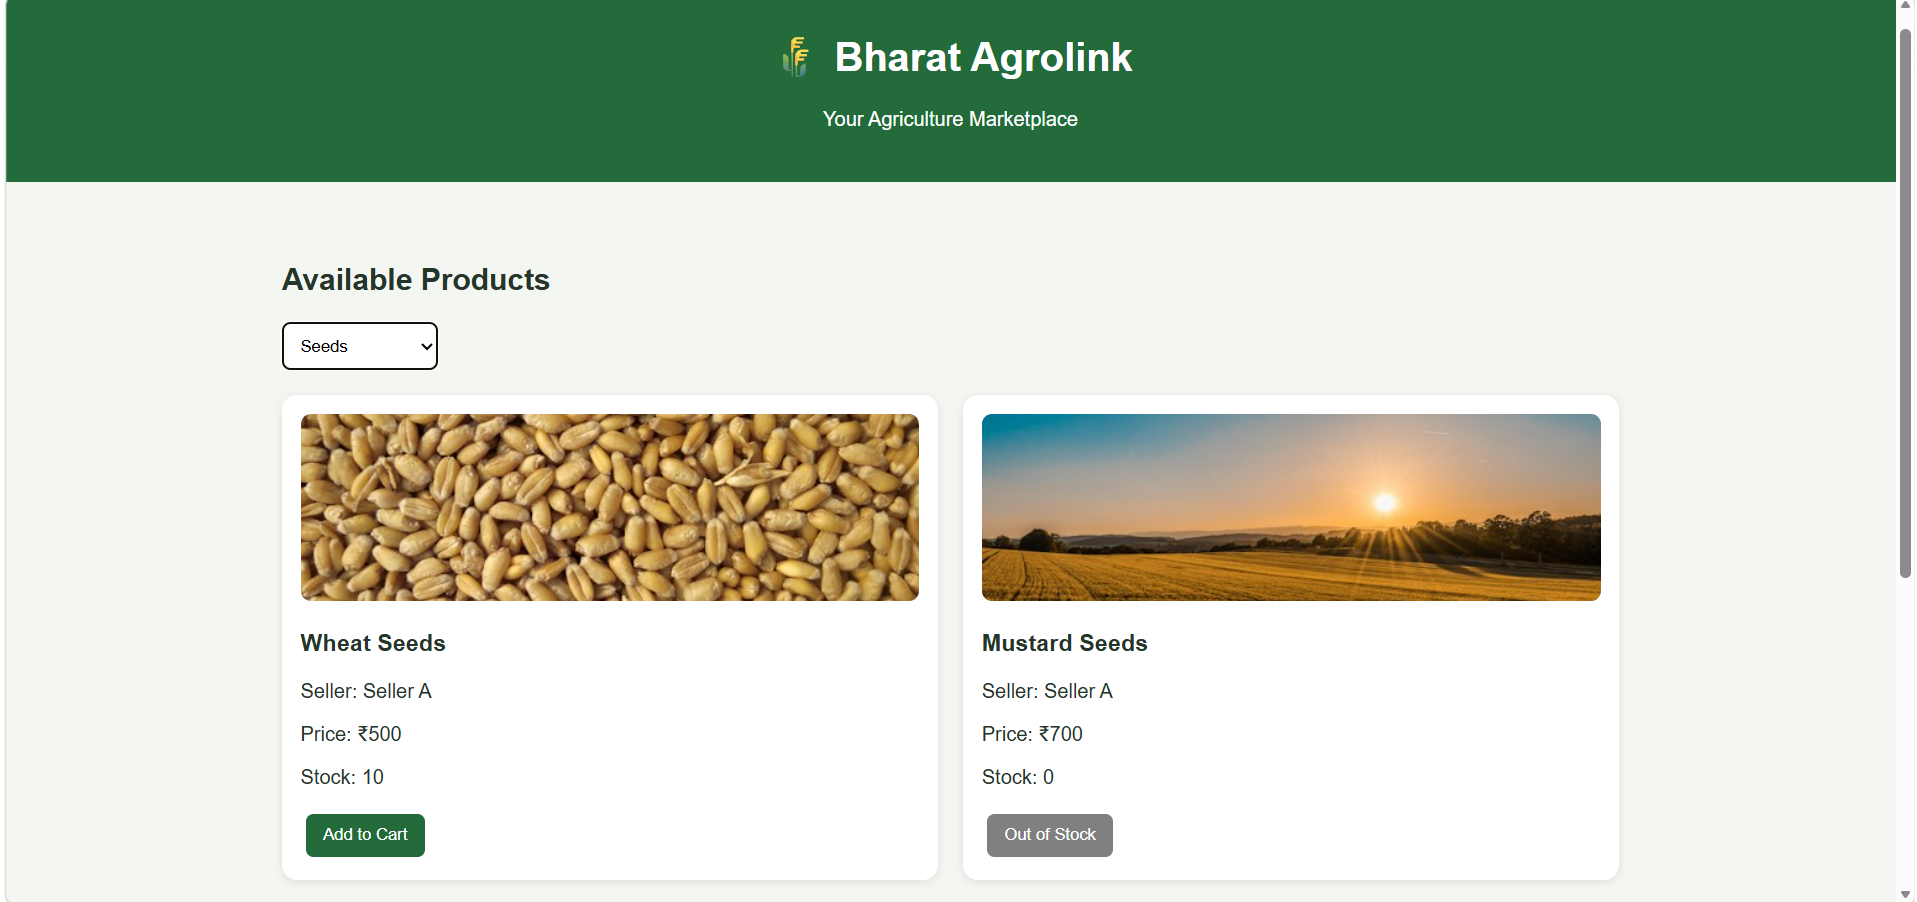 Bharat Agrolink
Your Agriculture Marketplace
Available Products
Seeds
Wheat Seeds
Seller: Seller A
Price: ₹500
Stock: 10
Add to Cart
Mustard Seeds
Seller: Seller A
Price: ₹700
Stock: 0
Out of Stock